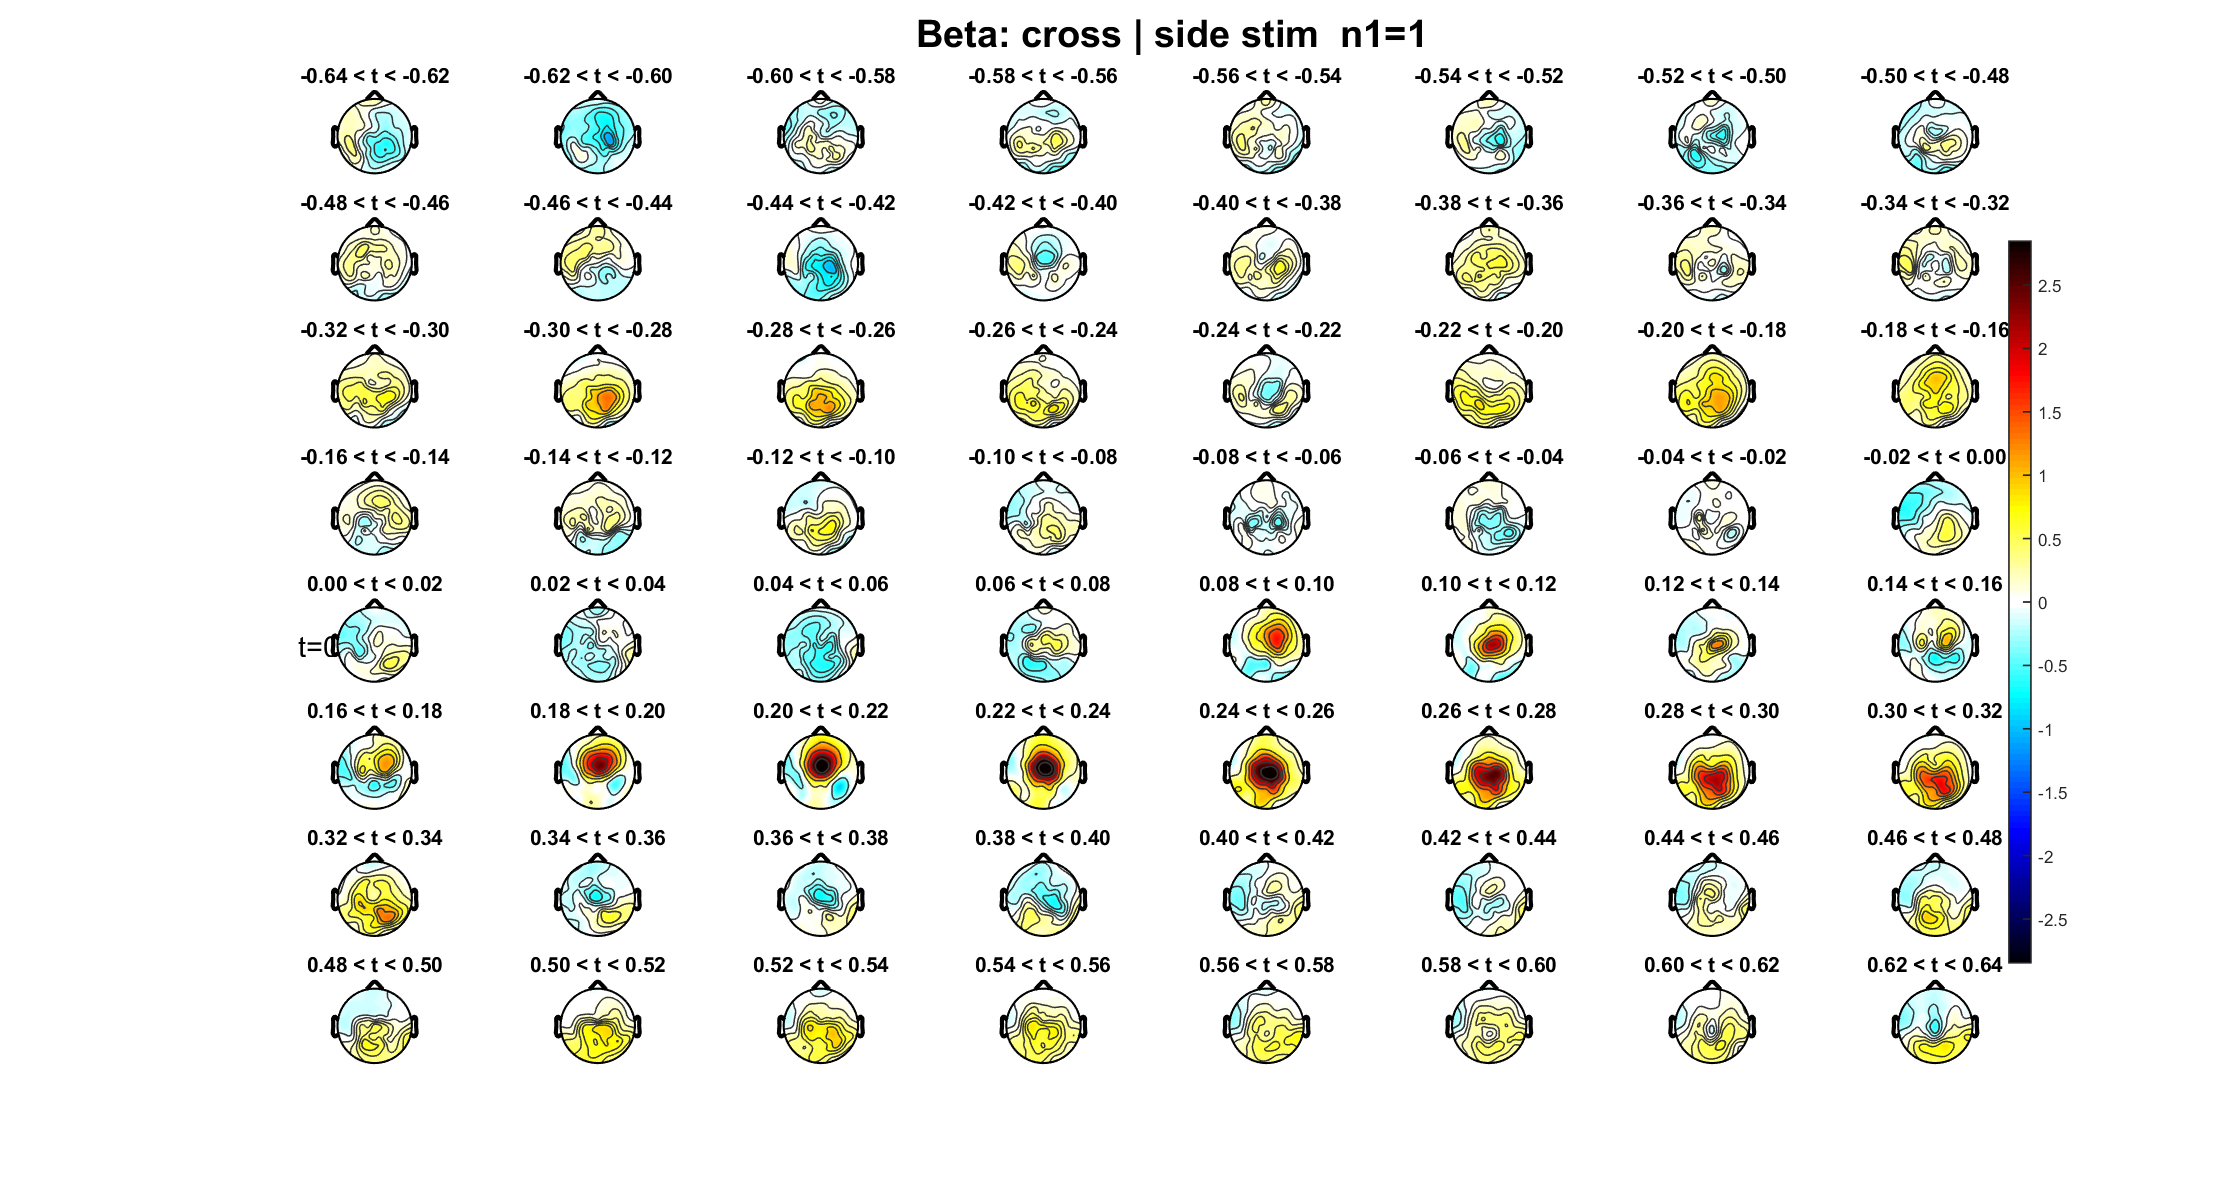 Beta: cross | side stim  n1=1
-0.64 < t < -0.62
-0.62 < t < -0.60
-0.60 < t < -0.58
-0.58 < t < -0.56
-0.56 < t < -0.54
-0.54 < t < -0.52
-0.52 < t < -0.50
-0.50 < t < -0.48
-0.48 < t < -0.46
-0.46 < t < -0.44
-0.44 < t < -0.42
-0.42 < t < -0.40
-0.40 < t < -0.38
-0.38 < t < -0.36
-0.36 < t < -0.34
-0.34 < t < -0.32
-0.32 < t < -0.30
-0.30 < t < -0.28
-0.28 < t < -0.26
-0.26 < t < -0.24
-0.24 < t < -0.22
-0.22 < t < -0.20
-0.20 < t < -0.18
-0.18 < t < -0.16
-0.16 < t < -0.14
-0.14 < t < -0.12
-0.12 < t < -0.10
-0.10 < t < -0.08
-0.08 < t < -0.06
-0.06 < t < -0.04
-0.04 < t < -0.02
-0.02 < t < 0.00
0.00 < t < 0.02
0.02 < t < 0.04
0.04 < t < 0.06
0.06 < t < 0.08
0.08 < t < 0.10
0.10 < t < 0.12
0.12 < t < 0.14
0.14 < t < 0.16
t=0
0.16 < t < 0.18
0.18 < t < 0.20
0.20 < t < 0.22
0.22 < t < 0.24
0.24 < t < 0.26
0.26 < t < 0.28
0.28 < t < 0.30
0.30 < t < 0.32
0.32 < t < 0.34
0.34 < t < 0.36
0.36 < t < 0.38
0.38 < t < 0.40
0.40 < t < 0.42
0.42 < t < 0.44
0.44 < t < 0.46
0.46 < t < 0.48
0.48 < t < 0.50
0.50 < t < 0.52
0.52 < t < 0.54
0.54 < t < 0.56
0.56 < t < 0.58
0.58 < t < 0.60
0.60 < t < 0.62
0.62 < t < 0.64
2.5
2
1.5
1
0.5
0
-0.5
-1
-1.5
-2
-2.5